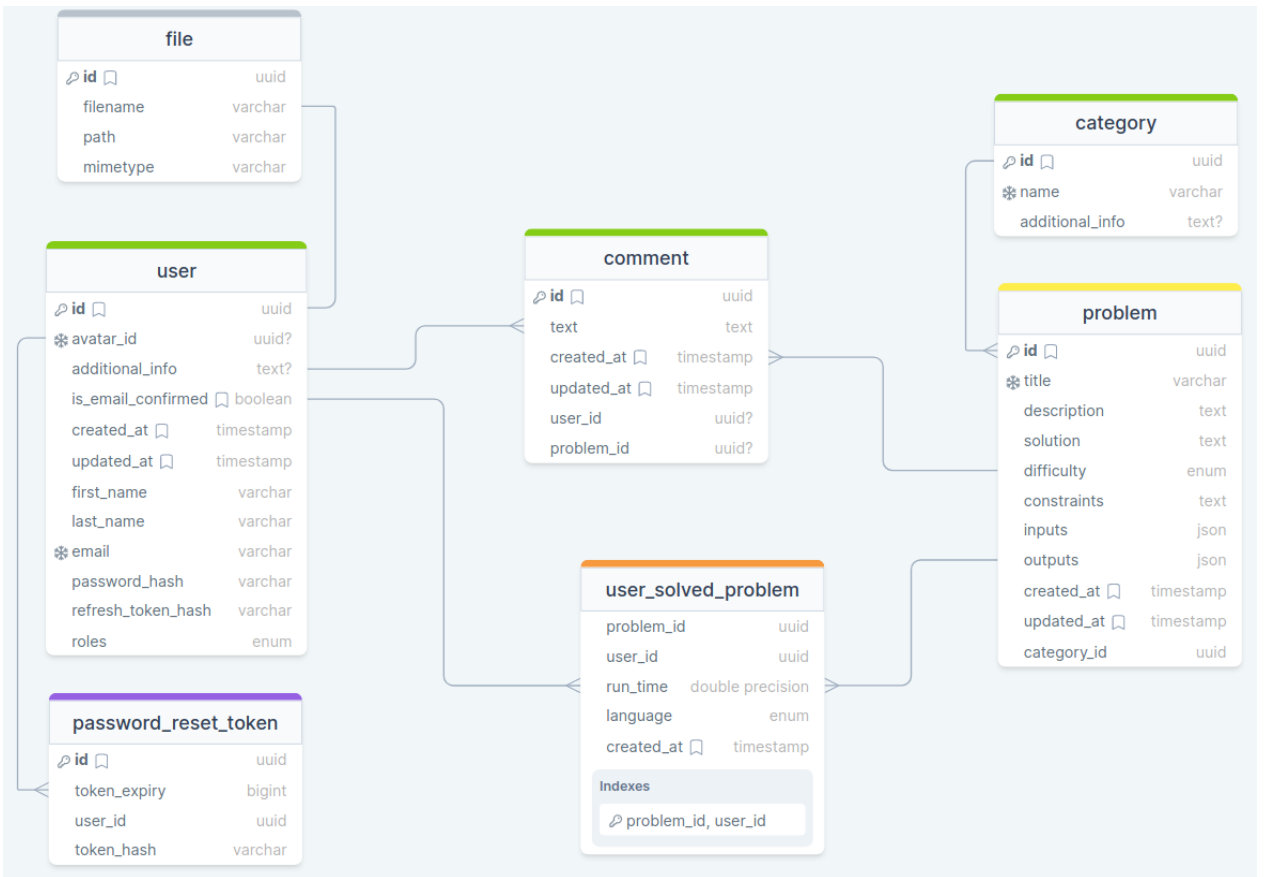 file
id uuid
filename varchar
path varchar
mimetype varchar
user
id uuid
avatar_id uuid?
additional_info text?
is_email_confirmed boolean
created_at timestamp
updated_at timestamp
first_name varchar
last_name varchar
email varchar
password_hash varchar
refresh_token_hash varchar
roles enum
password_reset_token
id uuid
token_expiry bigint
user_id uuid
token_hash varchar
comment
id uuid
text text
created_at timestamp
updated_at timestamp
user_id uuid?
problem_id uuid?
user_solved_problem
problem_id uuid
user_id uuid
run_time double precision
language enum
created_at timestamp
Indexes
problem_id, user_id
category
id uuid
name varchar
additional_info text?
problem
id uuid
title varchar
description text
solution text
difficulty enum
constraints text
inputs json
outputs json
created_at timestamp
updated_at timestamp
category_id uuid